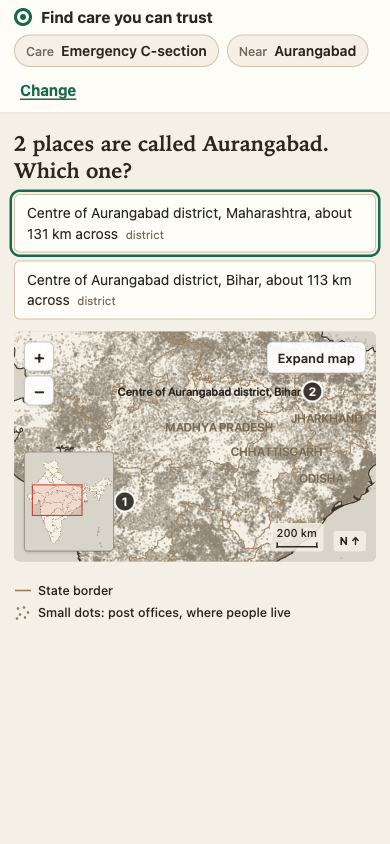 Find care you can trust
Care Emergency C-section
Near Aurangabad
Change
2 places are called Aurangabad.
Which one?
Centre of Aurangabad district, Maharashtra, about
131 km across district
Centre of Aurangabad district, Bihar, about 113 km
across district
+
Expand map
−
Centre of Aurangabad district, Bihar 2
JHARKHAND
MADHYA PRADESH
CHHATTISGARH
ODISHA
1
200 km
N ↑
State border
Small dots: post offices, where people live